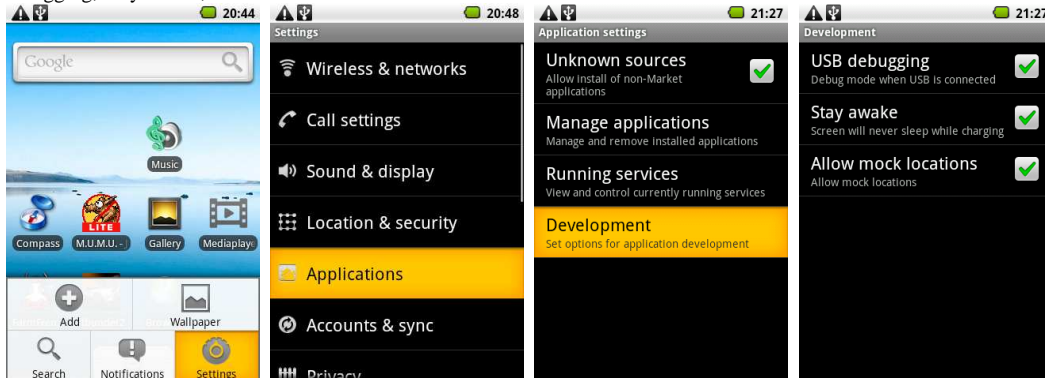 20:44
Google
Music
Compass
M.U.M.U. -
LITE
Gallery
Mediaplaye
Add
Wallpaper
Search
Notifications
Settings
20:48
Settings
Wireless & networks
Call settings
Sound & display
Location & security
Applications
Accounts & sync
Privacy
21:27
Application settings
Unknown sources
Allow install of non-Market
applications
Manage applications
Manage and remove installed applications
Running services
View and control currently running services
Development
Set options for application development
21:27
Development
USB debugging
Debug mode when USB is connected
Stay awake
Screen will never sleep while charging
Allow mock locations
Allow mock locations